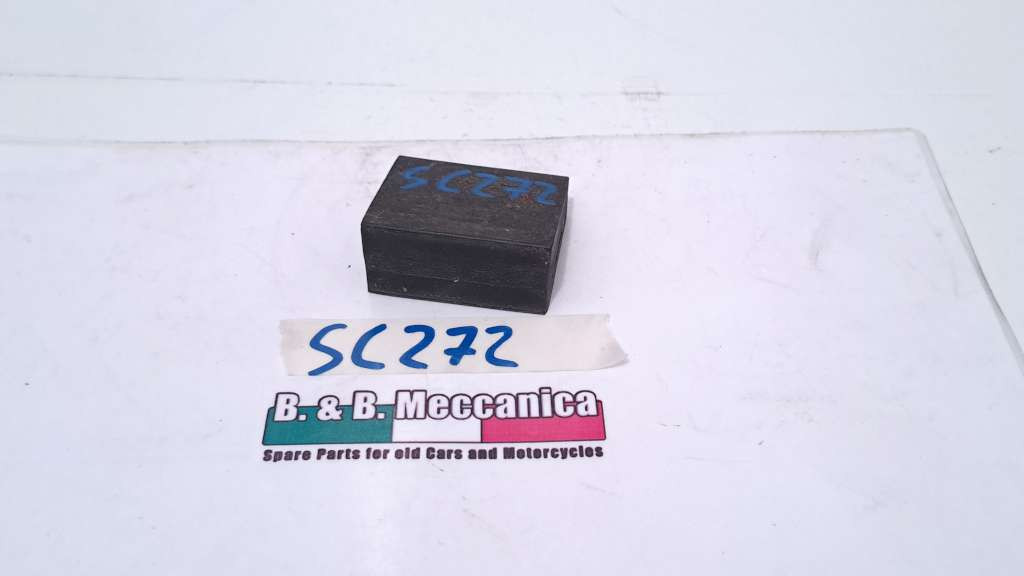 SC272
SC272
B. & B. Meccanica
Spare Parts for old Cars and Motorcycles